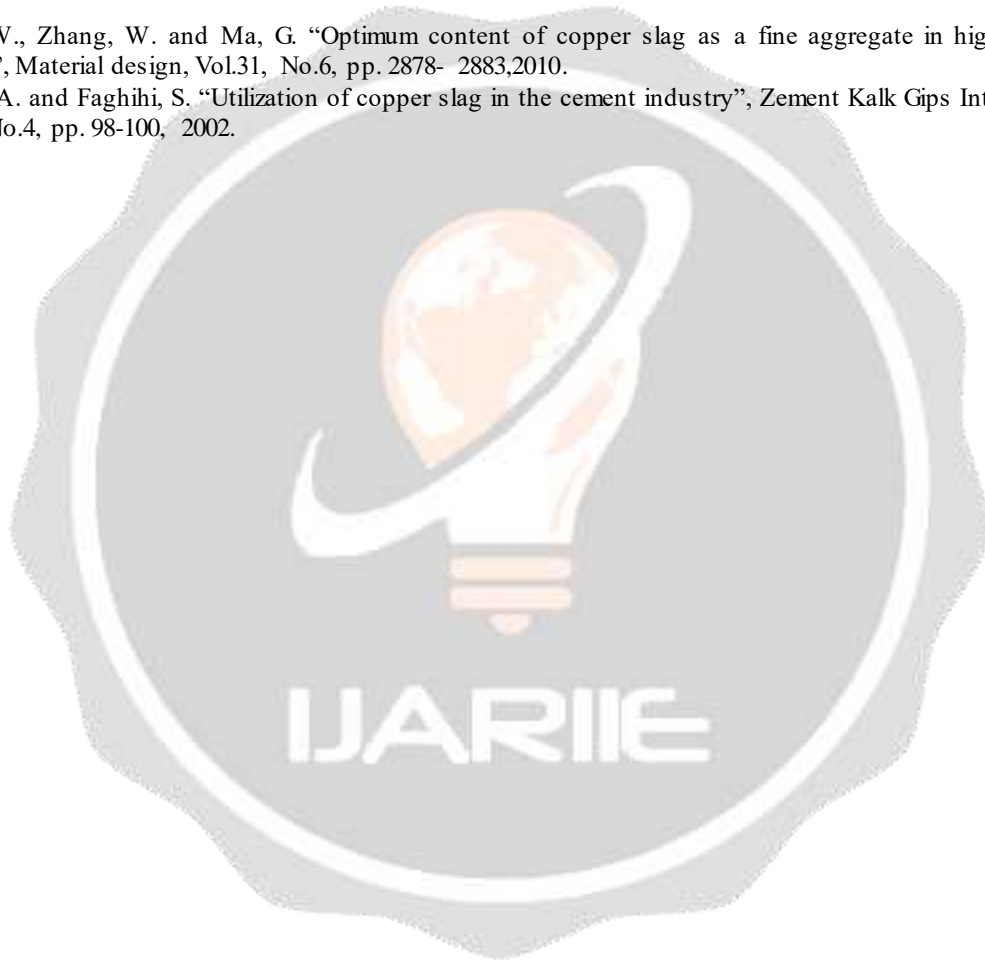 V., Zhang, W. and Ma, G. “Optimum content of copper slag as a fine aggregate in hig
”, Material design, Vol.31, No.6, pp. 2878- 2883,2010.
A. and Faghihi, S. “Utilization of copper slag in the cement industry”, Zement Kalk Gips Int
No.4, pp. 98-100, 2002.
IJARIIE